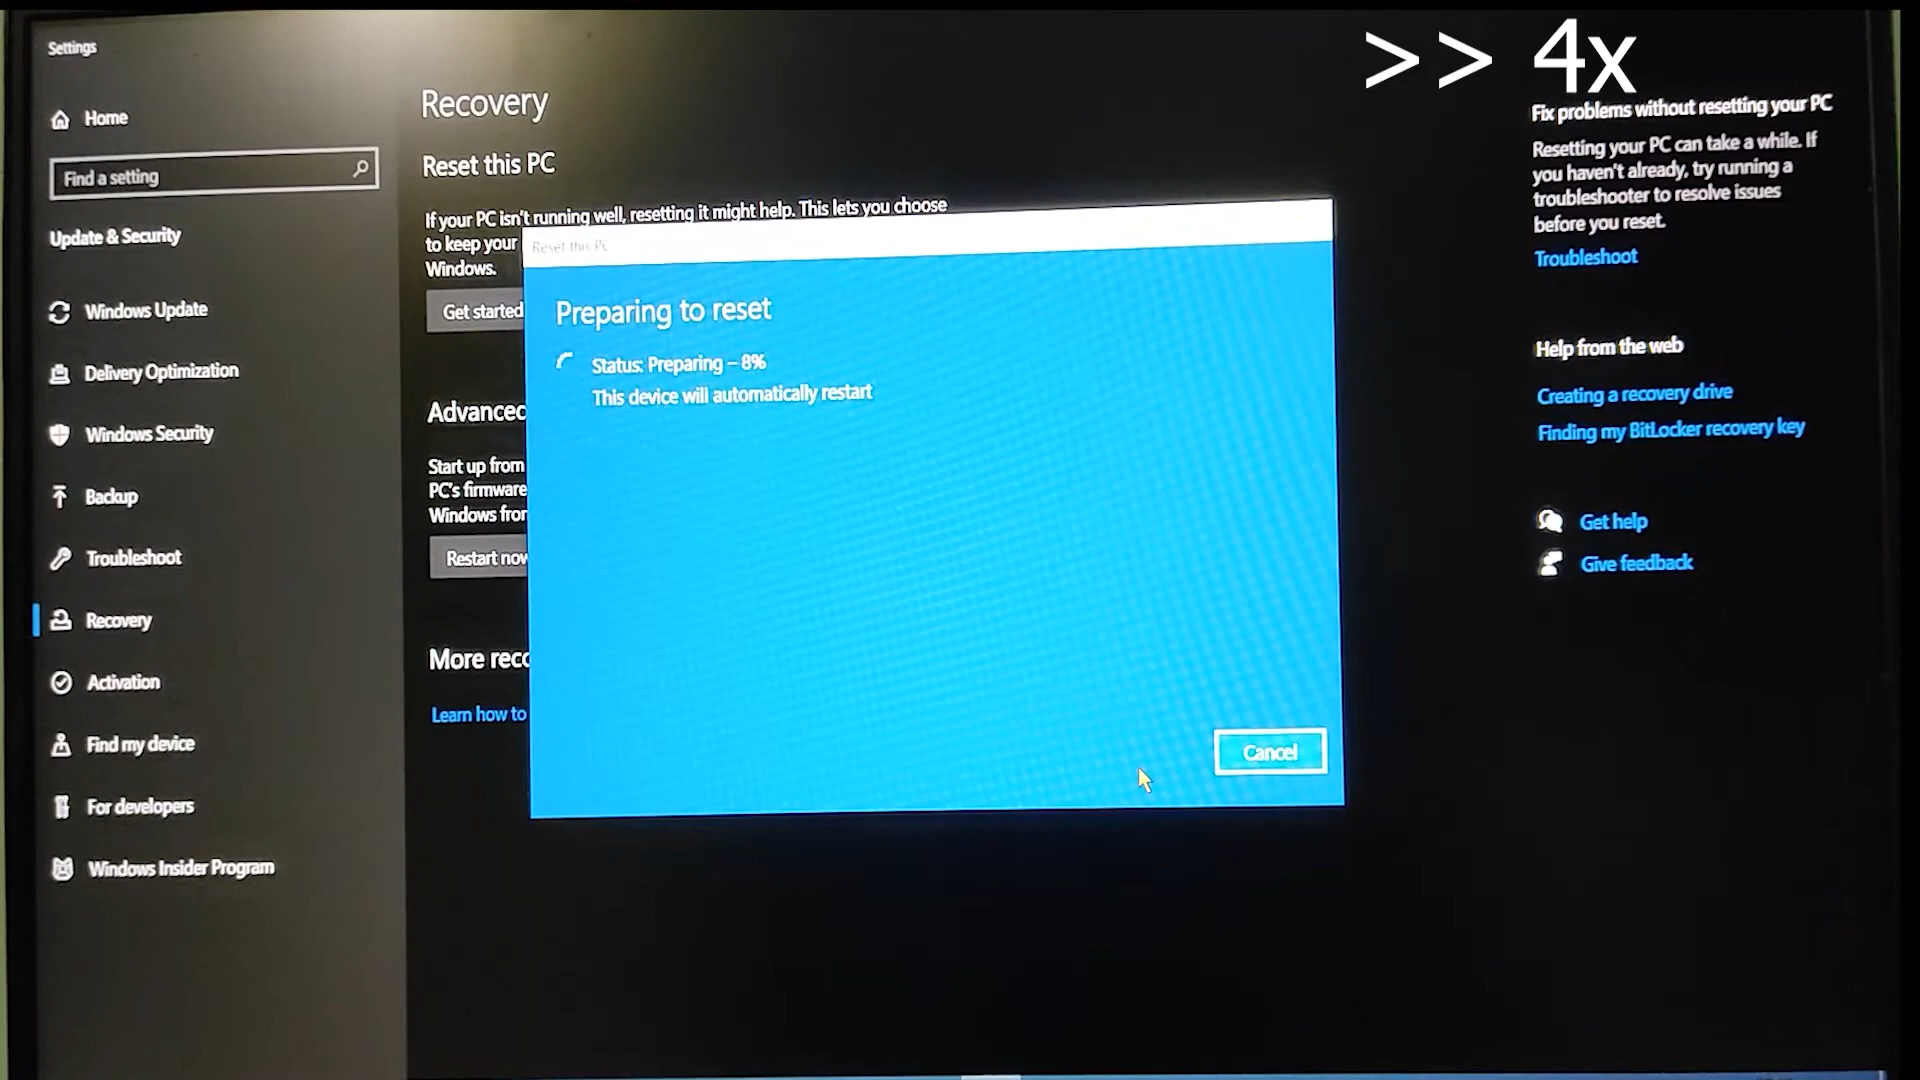 Settings
>> 4x
Home
Find a setting
Update & Security
Windows Update
Delivery Optimization
Windows Security
Backup
Troubleshoot
Recovery
Activation
Find my device
For developers
Windows Insider Program
Recovery
Reset this PC
If your PC isn't running well, resetting it might help. This lets you choose
to keep your
Windows.
Get started
Advanced
Start up from
PC's firmware
Windows from
Restart now
More reco
Learn how to
Reset this PC
Preparing to reset
Status: Preparing – 8%
This device will automatically restart
Cancel
Fix problems without resetting your PC
Resetting your PC can take a while. If
you haven't already, try running a
troubleshooter to resolve issues
before you reset.
Troubleshoot
Help from the web
Creating a recovery drive
Finding my BitLocker recovery key
Get help
Give feedback